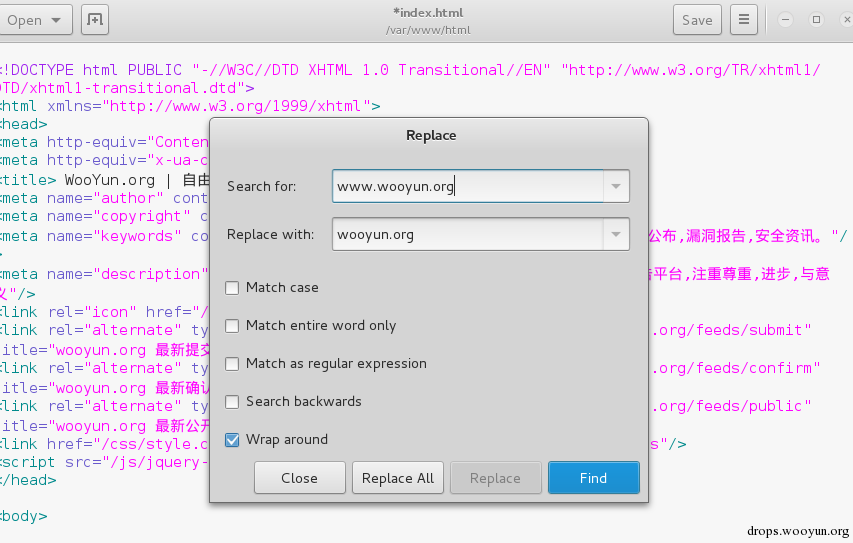 Open
*index.html
/var/www/html
Save
<!DOCTYPE html PUBLIC "-//W3C//DTD XHTML 1.0 Transitional//EN" "http://www.w3.org/TR/xhtml1/
DTD/xhtml1-transitional.dtd">
<html xmlns="http://www.w3.org/1999/xhtml">
<head>
<meta http-equiv="Conten
<meta http-equiv="x-ua-c
<title> WooYun.org | 自由
<meta name="author" cont
<meta name="copyright" c
<meta name="keywords" co 公布,漏洞报告,安全资讯。"/
>
<meta name="description" 告平台,注重尊重,进步,与意
义"/>
<link rel="icon" href="/
<link rel="alternate" ty .org/feeds/submit"
title="wooyun.org 最新提交
<link rel="alternate" ty .org/feeds/confirm"
title="wooyun.org 最新确认
<link rel="alternate" ty .org/feeds/public"
title="wooyun.org 最新公开
<link href="/css/style.c s"/>
<script src="/js/jquery-
</head>
<body>
Replace
Search for: www.wooyun.org
Replace with: wooyun.org
Match case
Match entire word only
Match as regular expression
Search backwards
Wrap around
Close Replace All Replace Find
drops.wooyun.org